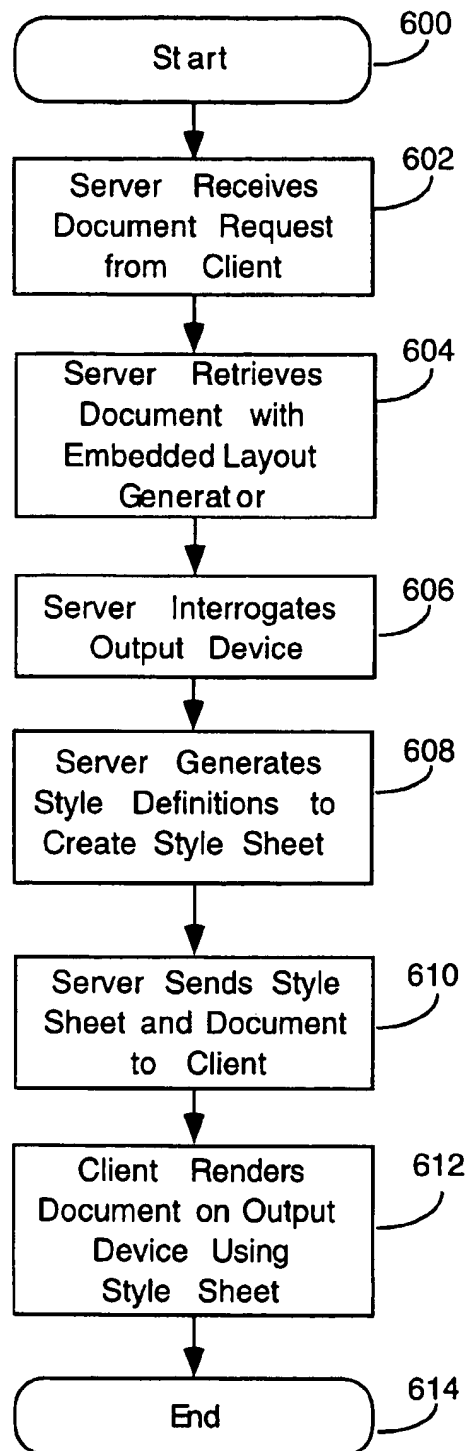 Start
600
Server Receives
Document Request
from Client
602
Server Retrieves
Document with
Embedded Layout
Generator
604
Server Interrogates
Output Device
606
Server Generates
Style Definitions to
Create Style Sheet
608
Server Sends Style
Sheet and Document
to Client
610
Client Renders
Document on Output
Device Using
Style Sheet
612
End
614